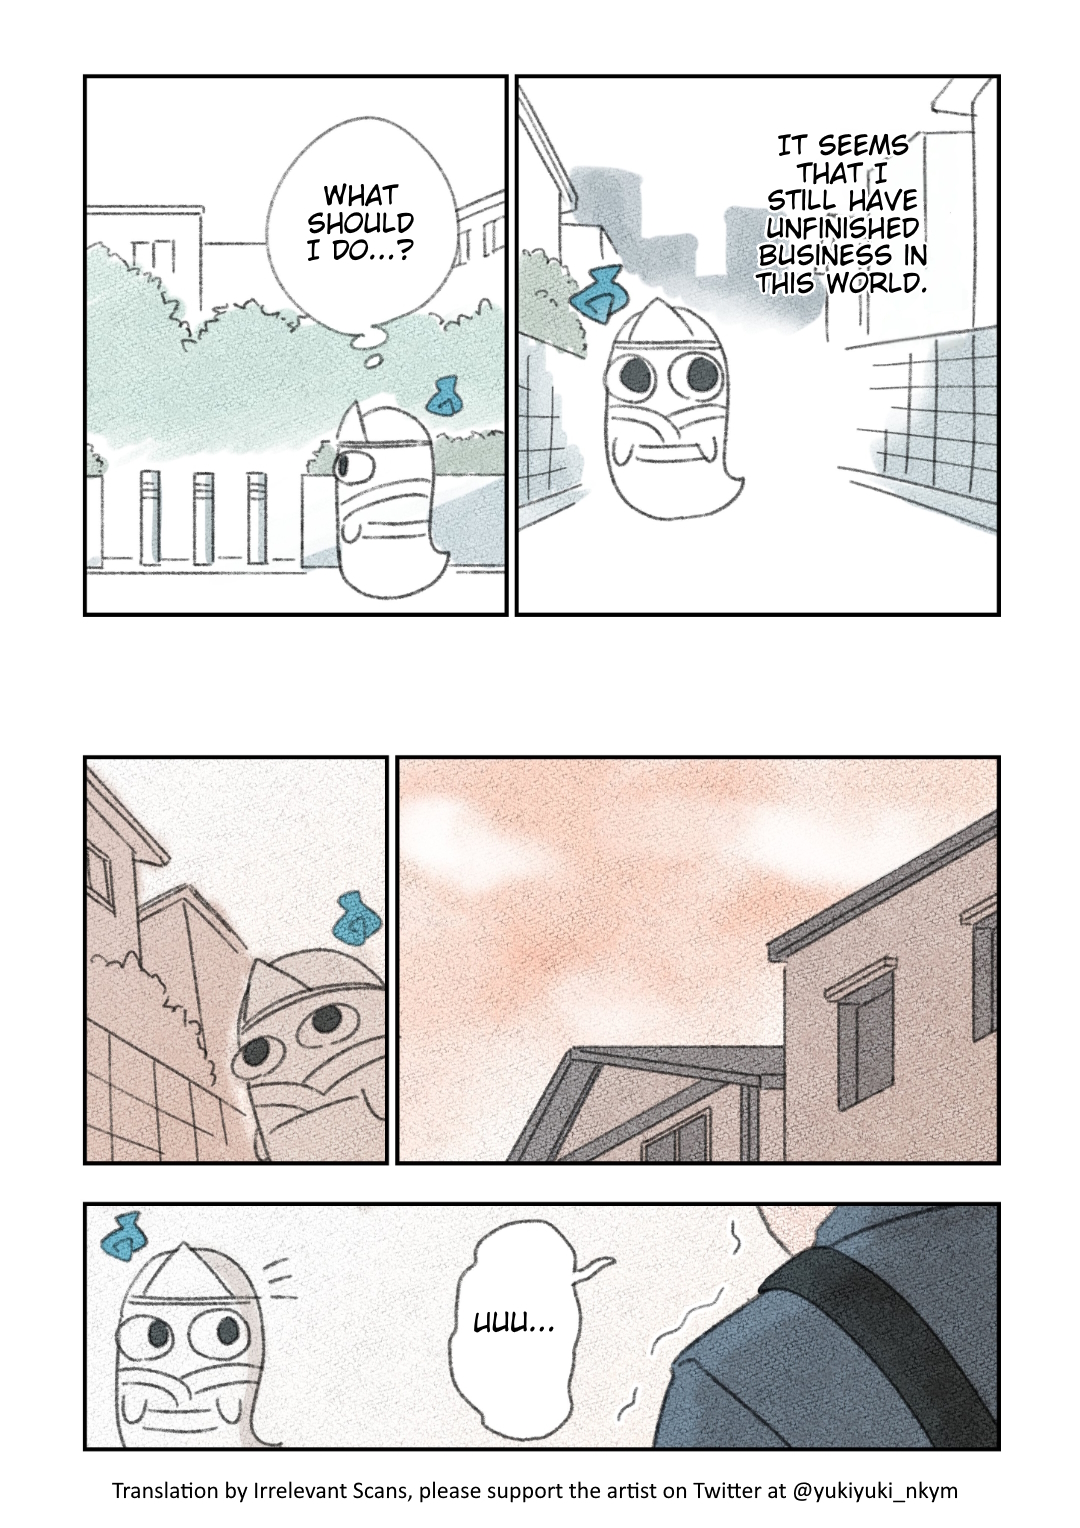 IT SEEMS
THAT I
STILL HAVE
UNFINISHED
BUSINESS IN
THIS WORLD.
WHAT
SHOULD
I DO...?
UUU...
Translation by Irrelevant Scans, please support the artist on Twitter at @yukiyuki_nkym